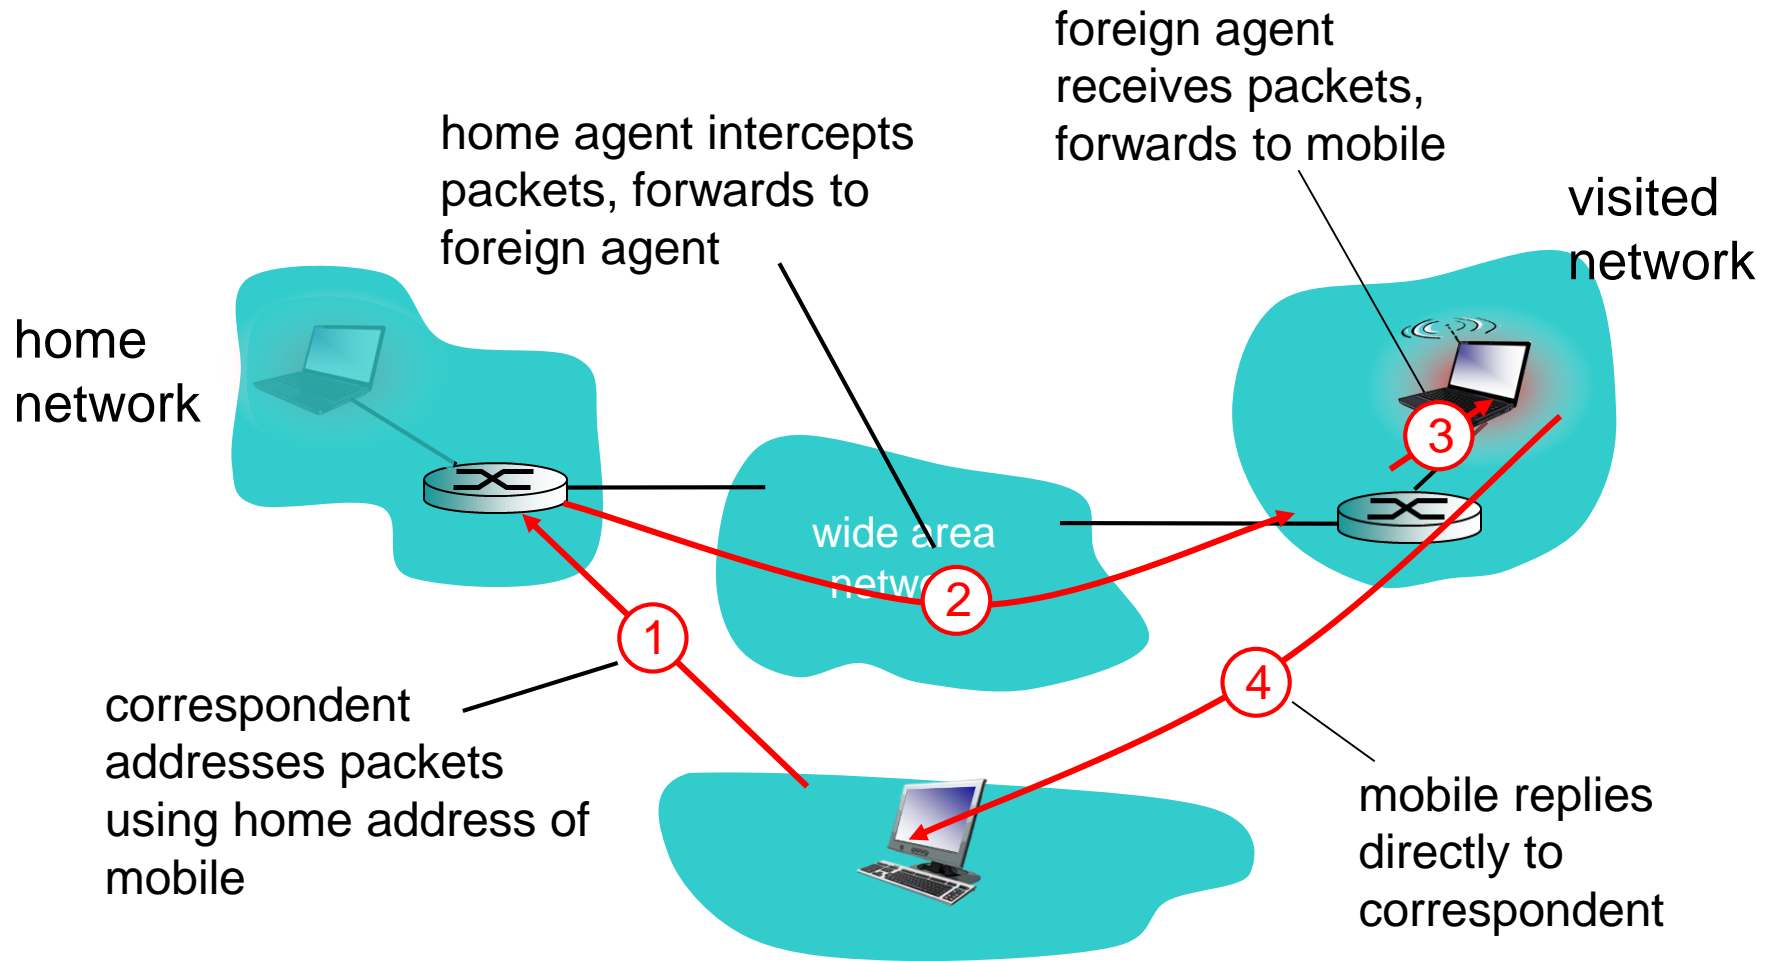 foreign agent
receives packets,
forwards to mobile
home agent intercepts
packets, forwards to
foreign agent
visited
network
home
network
3
wide area
2
1
4
correspondent
addresses packets
using home address of
mobile
mobile replies
directly to
correspondent